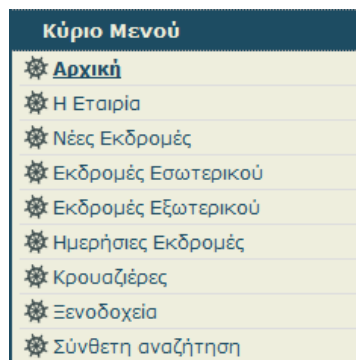 Κύριο Μενού
Αρχική
Η Εταιρία
Νέες Εκδρομές
Εκδρομές Εσωτερικού
Εκδρομές Εξωτερικού
Ημερήσιες Εκδρομές
Κρουαζιέρες
Ξενοδοχεία
Σύνθετη αναζήτηση